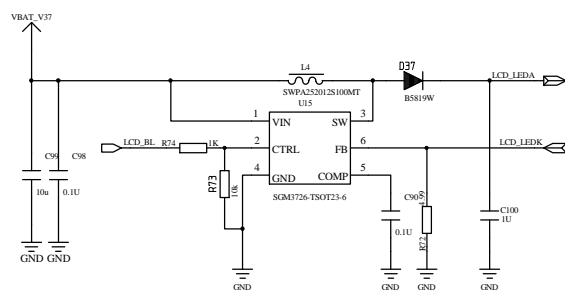 VBAT_V37
L4
SWPA252012S100MT
U15
D37
B5819W
LCD_LEDA
1
VIN
SW
3
LCD_BL
R74
1K
2
CTRL
FB
6
LCD_LEDK
4
GND
COMP
5
SGM3726-TSOT23-6
C99
C98
10u
0.1U
R73
10k
C90
0.1U
4.99
R72
C100
1U
GND
GND
GND
GND
GND
GND